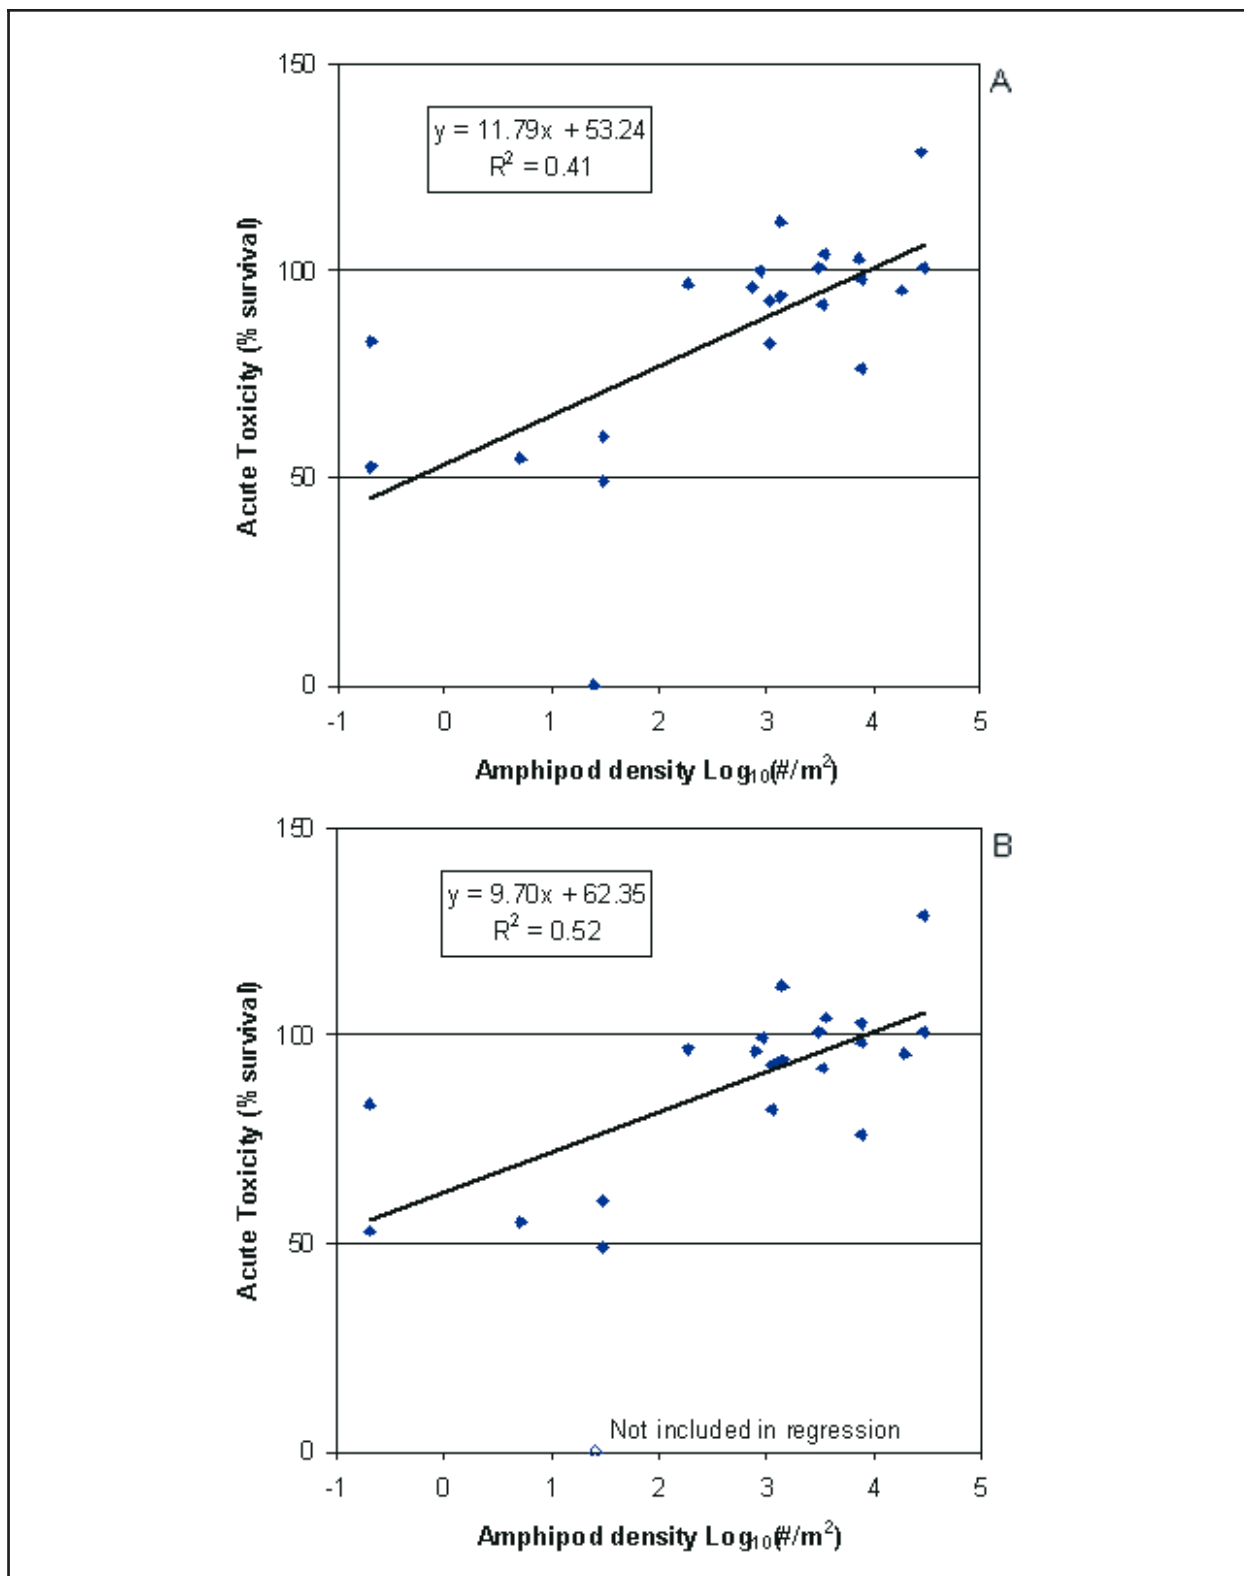 150
A
y = 11.79x + 53.24
R² = 0.41
100
50
0
Acute Toxicity (% survival)
-1 0 1 2 3 4 5
Amphipod density Log₁₀(#/m²)
150
B
y = 9.70x + 62.35
R² = 0.52
100
50
0
Acute Toxicity (% survival)
Not included in regression
-1 0 1 2 3 4 5
Amphipod density Log₁₀(#/m²)